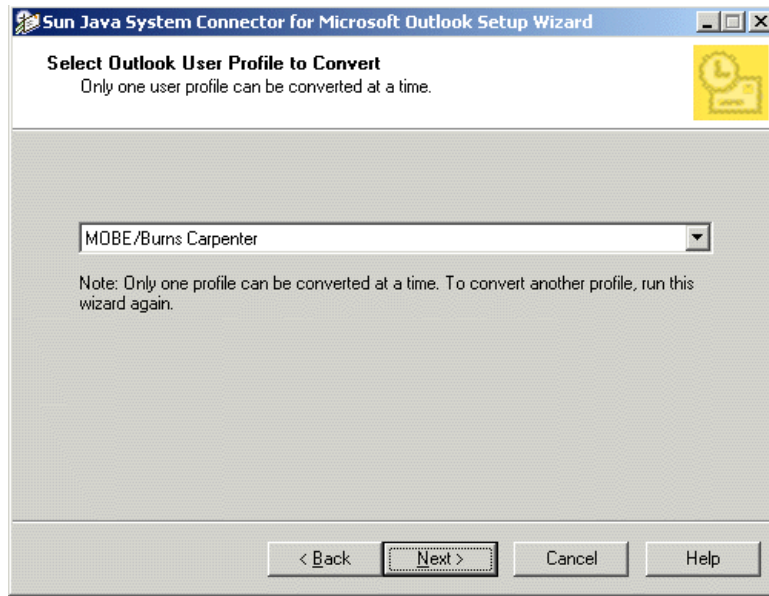 Sun Java System Connector for Microsoft Outlook Setup Wizard
Select Outlook User Profile to Convert
Only one user profile can be converted at a time.
MOBE/Burns Carpenter
Note: Only one profile can be converted at a time. To convert another profile, run this
wizard again.
< Back Next > Cancel Help